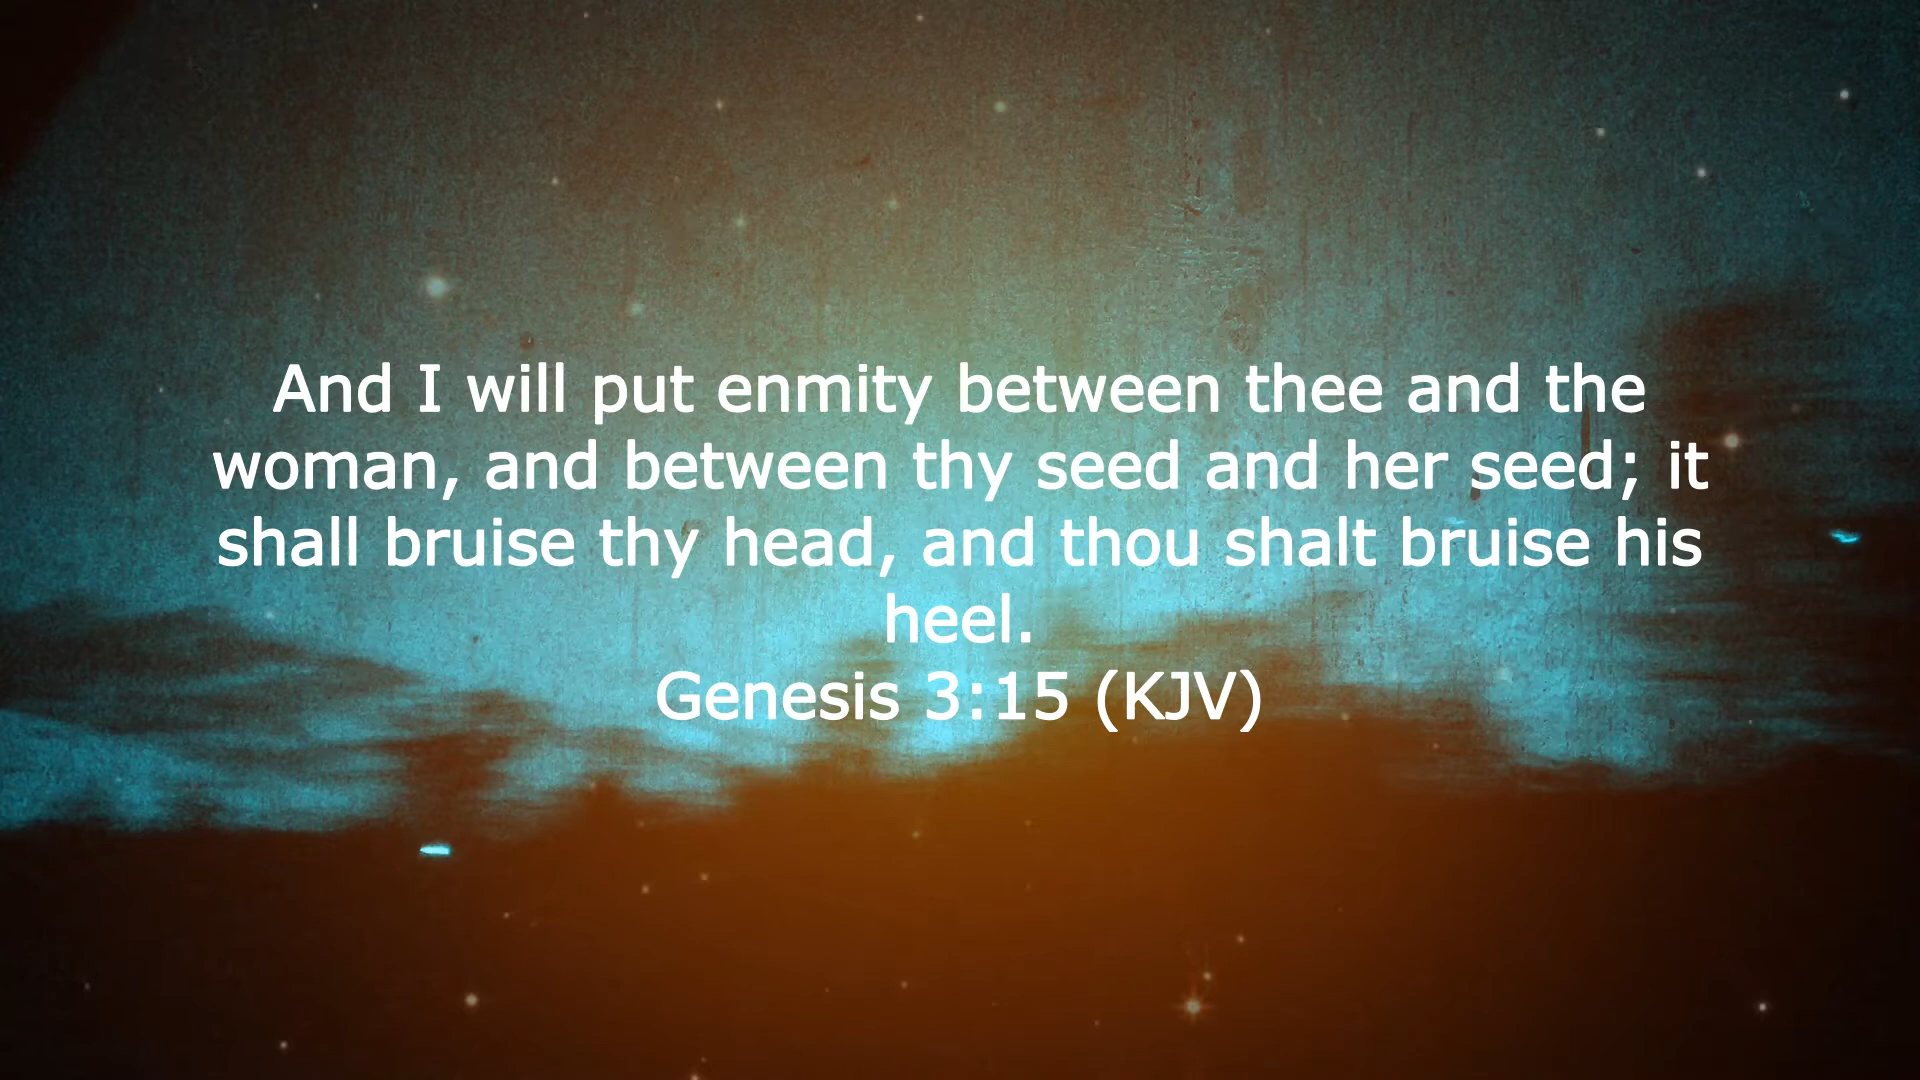 And I will put enmity between thee and the
woman, and between thy seed and her seed; it
shall bruise thy head, and thou shalt bruise his
heel.
Genesis 3:15 (KJV)